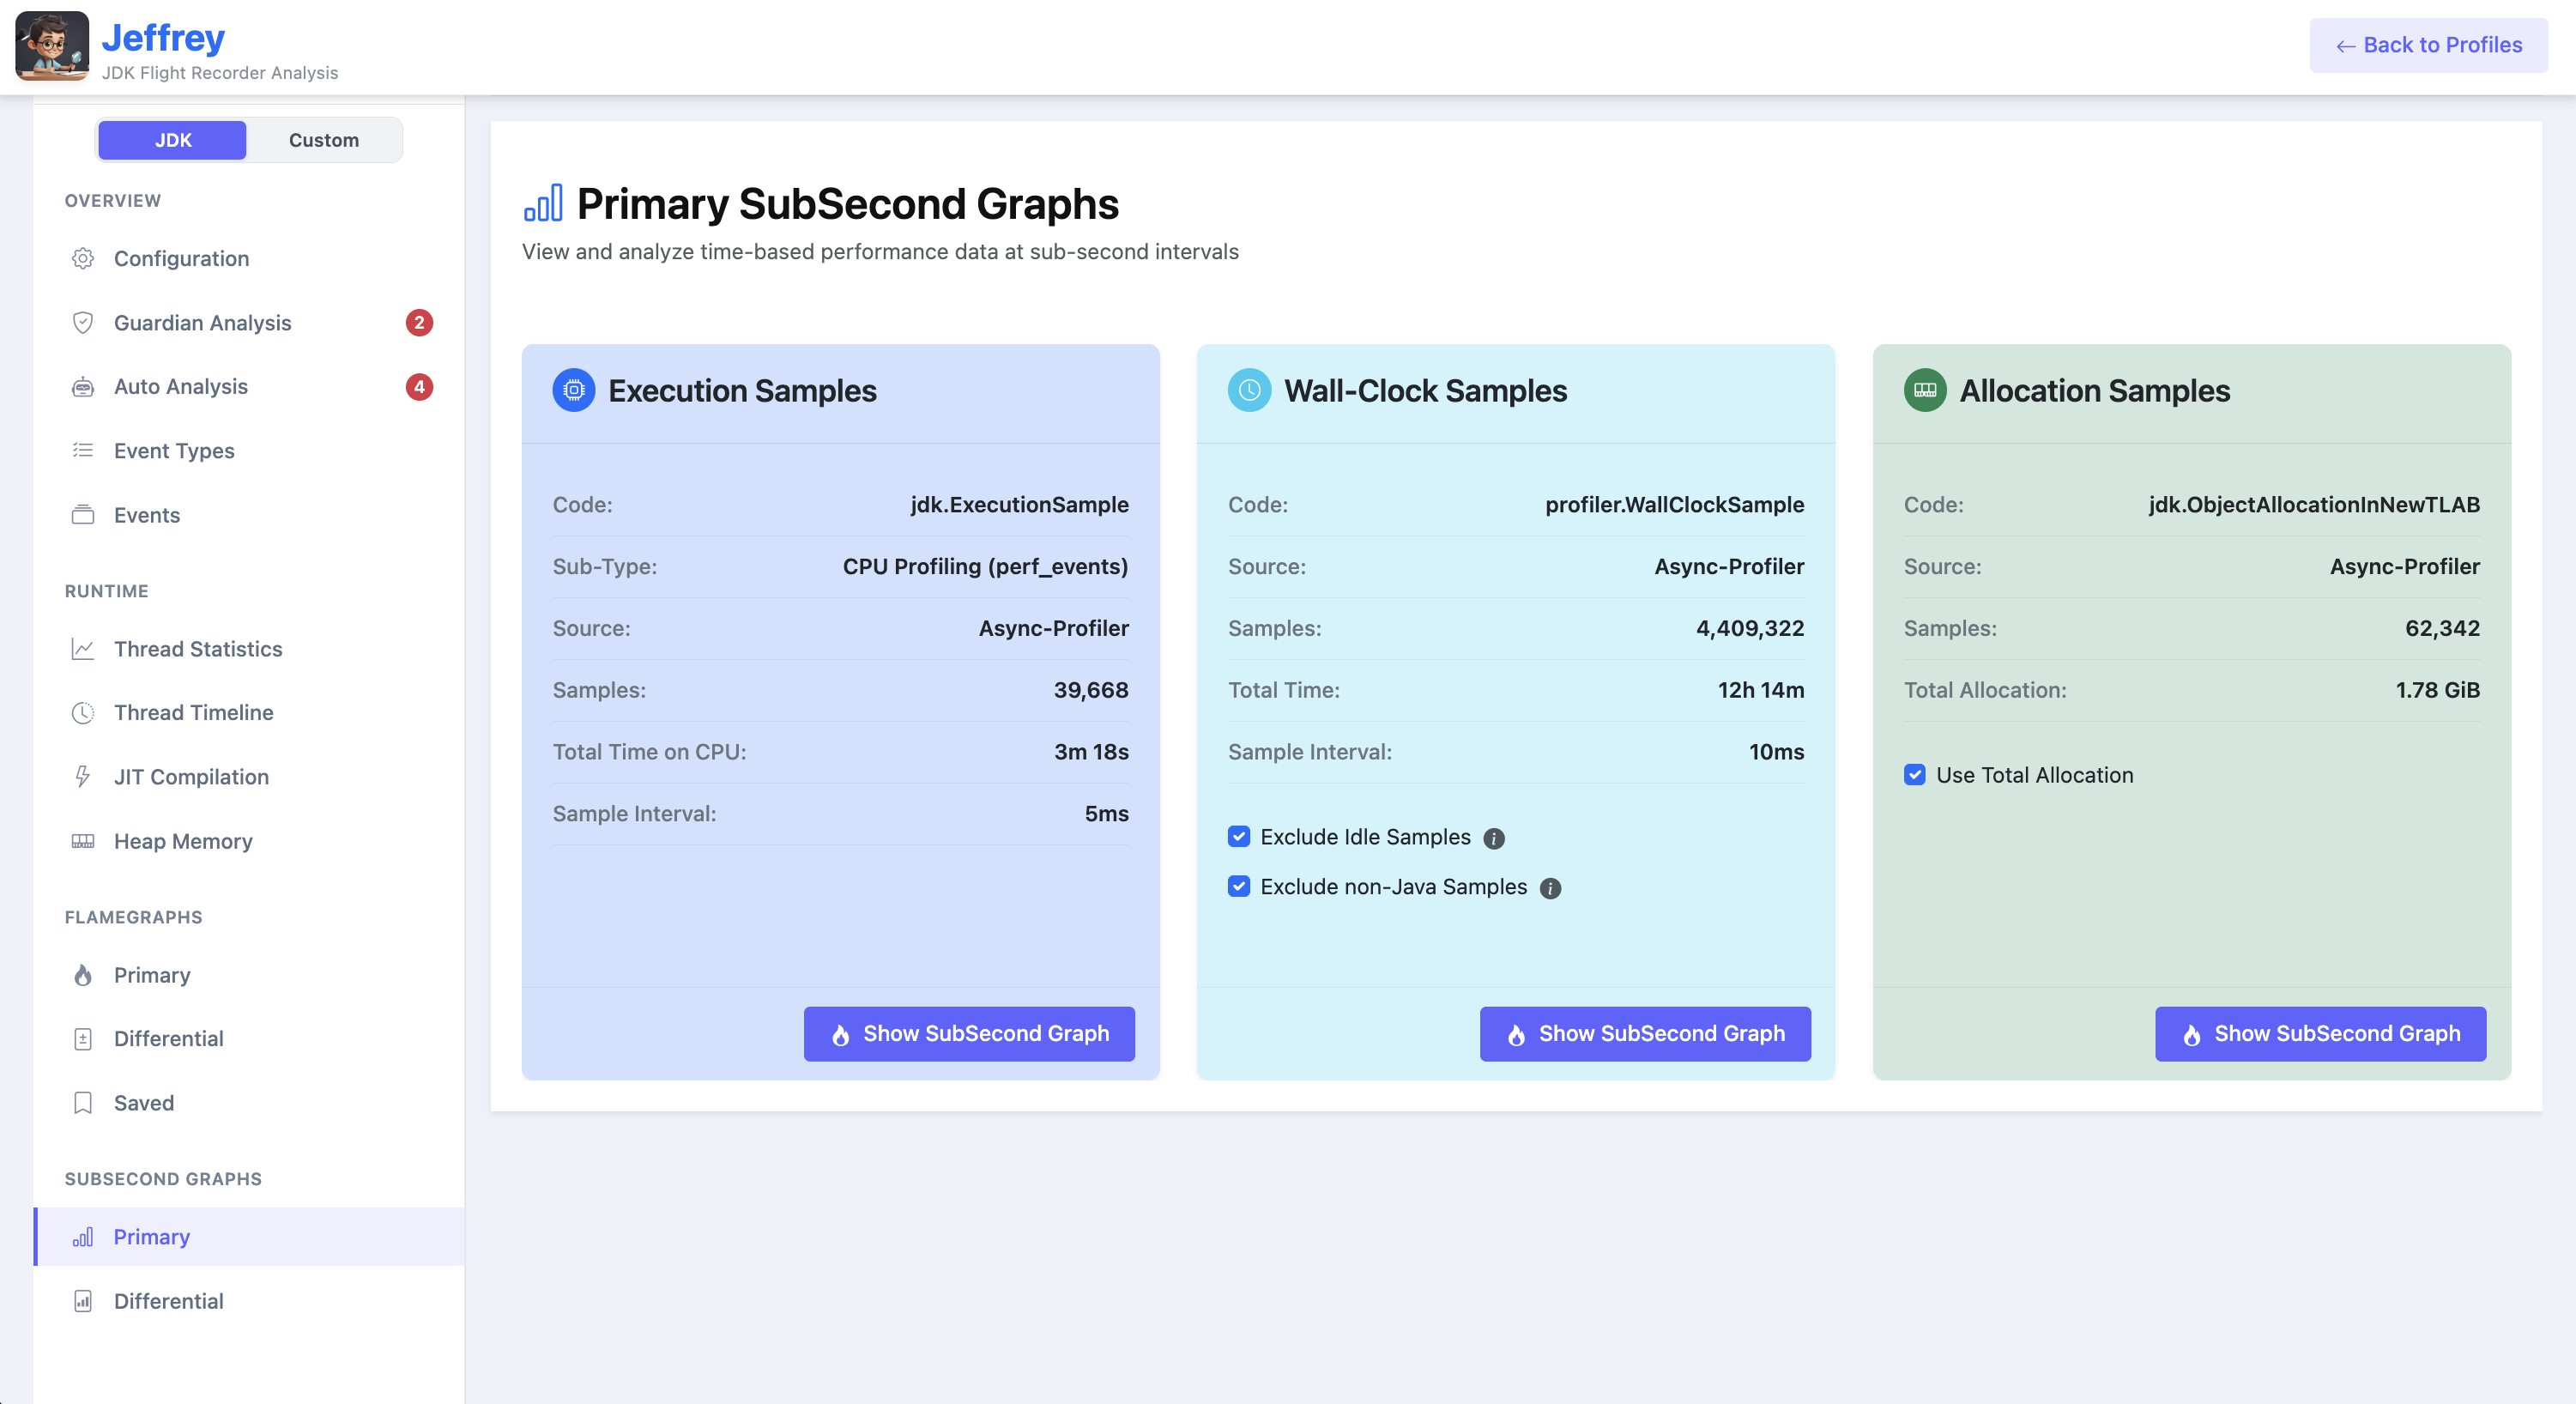 Jeffrey
JDK Flight Recorder Analysis
← Back to Profiles
JDK
Custom
OVERVIEW
Configuration
Guardian Analysis 2
Auto Analysis 4
Event Types
Events
RUNTIME
Thread Statistics
Thread Timeline
JIT Compilation
Heap Memory
FLAMEGRAPHS
Primary
Differential
Saved
SUBSECOND GRAPHS
Primary
Differential
Primary SubSecond Graphs
View and analyze time-based performance data at sub-second intervals
Execution Samples
Code: jdk.ExecutionSample
Sub-Type: CPU Profiling (perf_events)
Source: Async-Profiler
Samples: 39,668
Total Time on CPU: 3m 18s
Sample Interval: 5ms
Show SubSecond Graph
Wall-Clock Samples
Code: profiler.WallClockSample
Source: Async-Profiler
Samples: 4,409,322
Total Time: 12h 14m
Sample Interval: 10ms
Exclude Idle Samples i
Exclude non-Java Samples i
Show SubSecond Graph
Allocation Samples
Code: jdk.ObjectAllocationInNewTLAB
Source: Async-Profiler
Samples: 62,342
Total Allocation: 1.78 GiB
Use Total Allocation
Show SubSecond Graph